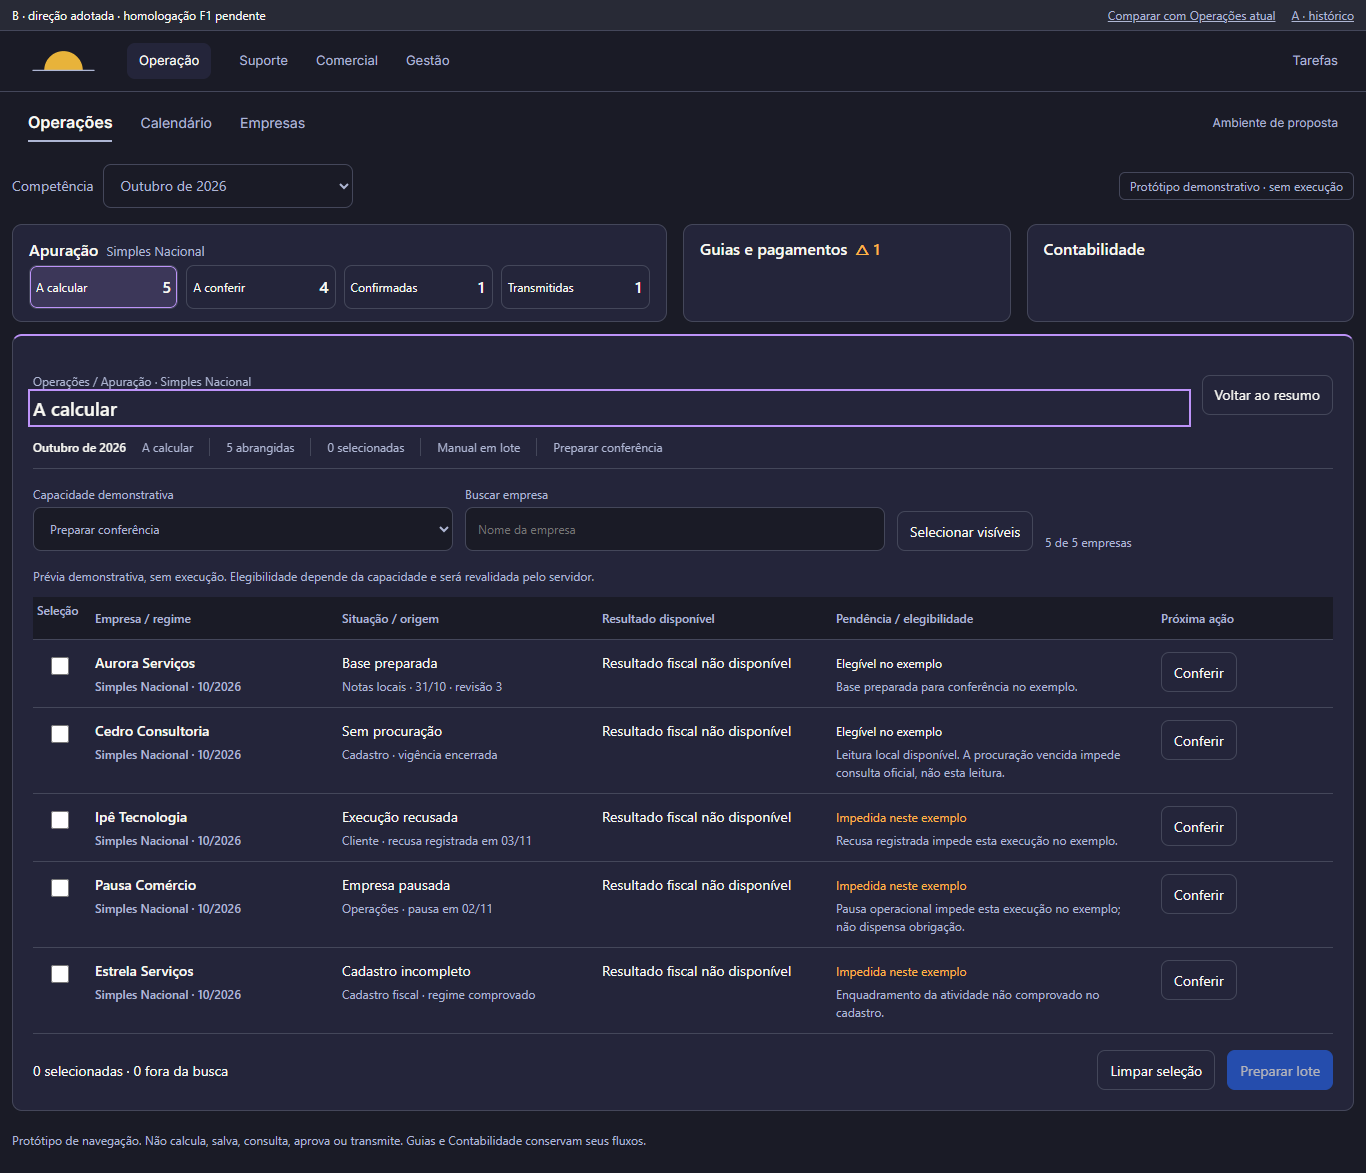 B · direção adotada · homologação F1 pendente
Comparar com Operações atual
A · histórico
Operação
Suporte
Comercial
Gestão
Tarefas
Operações
Calendário
Empresas
Ambiente de proposta
Competência
Outubro de 2026
Protótipo demonstrativo · sem execução
Apuração Simples Nacional
A calcular 5
A conferir 4
Confirmadas 1
Transmitidas 1
Guias e pagamentos △ 1
Contabilidade
Operações / Apuração · Simples Nacional
A calcular
Voltar ao resumo
Outubro de 2026
A calcular
5 abrangidas
0 selecionadas
Manual em lote
Preparar conferência
Capacidade demonstrativa
Preparar conferência
Buscar empresa
Nome da empresa
Selecionar visíveis
5 de 5 empresas
Prévia demonstrativa, sem execução. Elegibilidade depende da capacidade e será revalidada pelo servidor.
Seleção
Empresa / regime
Situação / origem
Resultado disponível
Pendência / elegibilidade
Próxima ação
Aurora Serviços
Simples Nacional · 10/2026
Base preparada
Notas locais · 31/10 · revisão 3
Resultado fiscal não disponível
Elegível no exemplo
Base preparada para conferência no exemplo.
Conferir
Cedro Consultoria
Simples Nacional · 10/2026
Sem procuração
Cadastro · vigência encerrada
Resultado fiscal não disponível
Elegível no exemplo
Leitura local disponível. A procuração vencida impede
consulta oficial, não esta leitura.
Conferir
Ipê Tecnologia
Simples Nacional · 10/2026
Execução recusada
Cliente · recusa registrada em 03/11
Resultado fiscal não disponível
Impedida neste exemplo
Recusa registrada impede esta execução no exemplo.
Conferir
Pausa Comércio
Simples Nacional · 10/2026
Empresa pausada
Operações · pausa em 02/11
Resultado fiscal não disponível
Impedida neste exemplo
Pausa operacional impede esta execução no exemplo;
não dispensa obrigação.
Conferir
Estrela Serviços
Simples Nacional · 10/2026
Cadastro incompleto
Cadastro fiscal · regime comprovado
Resultado fiscal não disponível
Impedida neste exemplo
Enquadramento da atividade não comprovado no
cadastro.
Conferir
0 selecionadas · 0 fora da busca
Limpar seleção
Preparar lote
Protótipo de navegação. Não calcula, salva, consulta, aprova ou transmite. Guias e Contabilidade conservam seus fluxos.